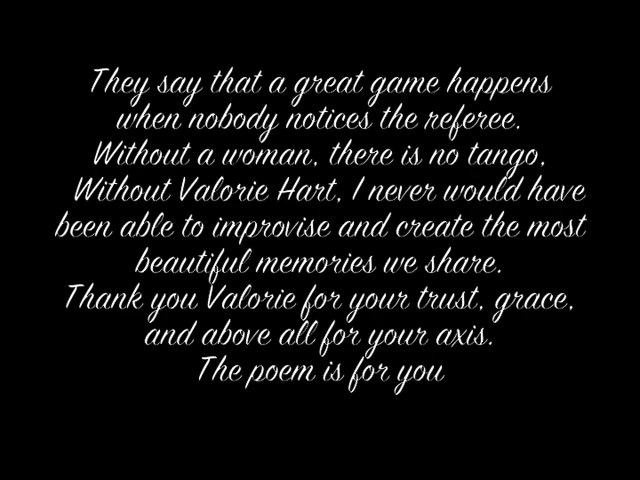 They say that a great game happens
when nobody notices the referee.
Without a woman, there is no tango,
Without Valorie Hart, I never would have
been able to improvise and create the most
beautiful memories we share.
Thank you Valorie for your trust, grace,
and above all for your axis.
The poem is for you